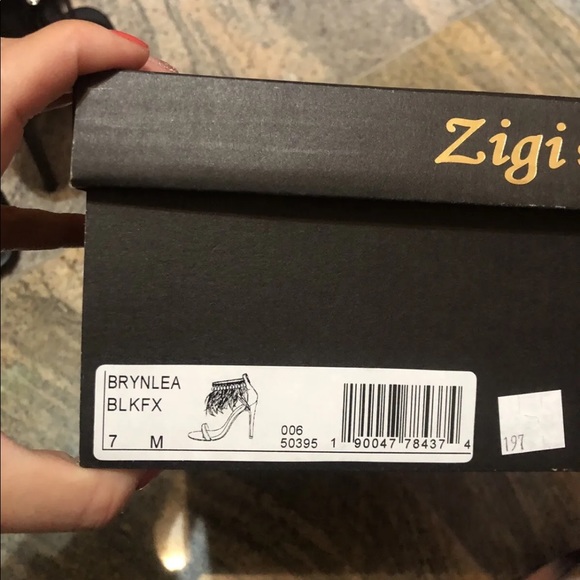 Zigi
BRYNLEA
BLKFX
7 M
006
50395 1 90047 78437 4
197